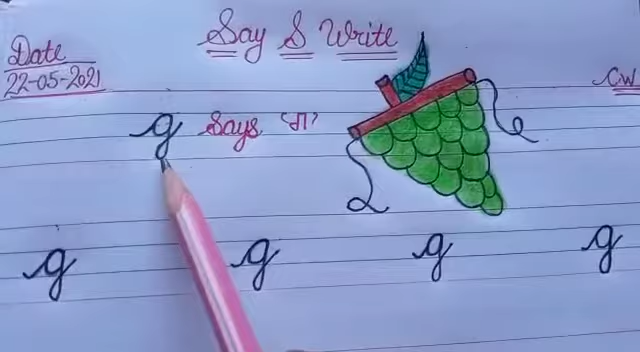 Say & Write
Date
22-05-2021
CW
g Says 'ग'
g g g g